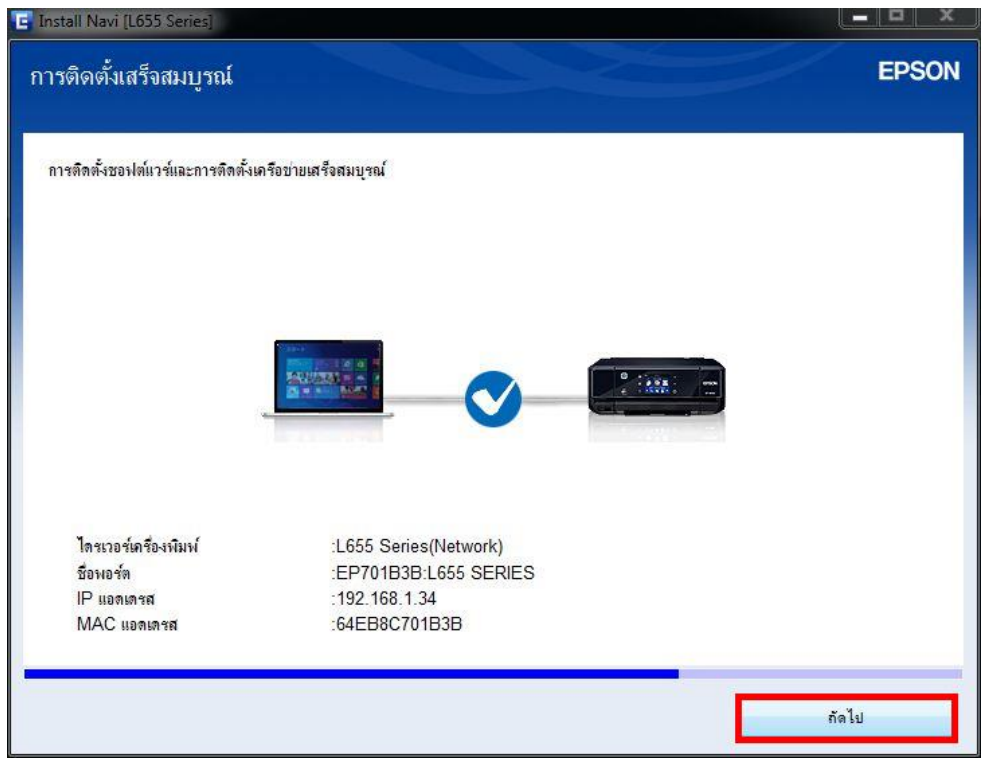 Install Navi [L655 Series]
การติดตั้งเสร็จสมบูรณ์
EPSON
การติดตั้งซอฟต์แวร์และการติดตั้งเครือข่ายเสร็จสมบูรณ์
ไดรเวอร์เครื่องพิมพ์ :L655 Series(Network)
ชื่อพอร์ต :EP701B3B:L655 SERIES
IP แอดเดรส :192.168.1.34
MAC แอดเดรส :64EB8C701B3B
ถัดไป